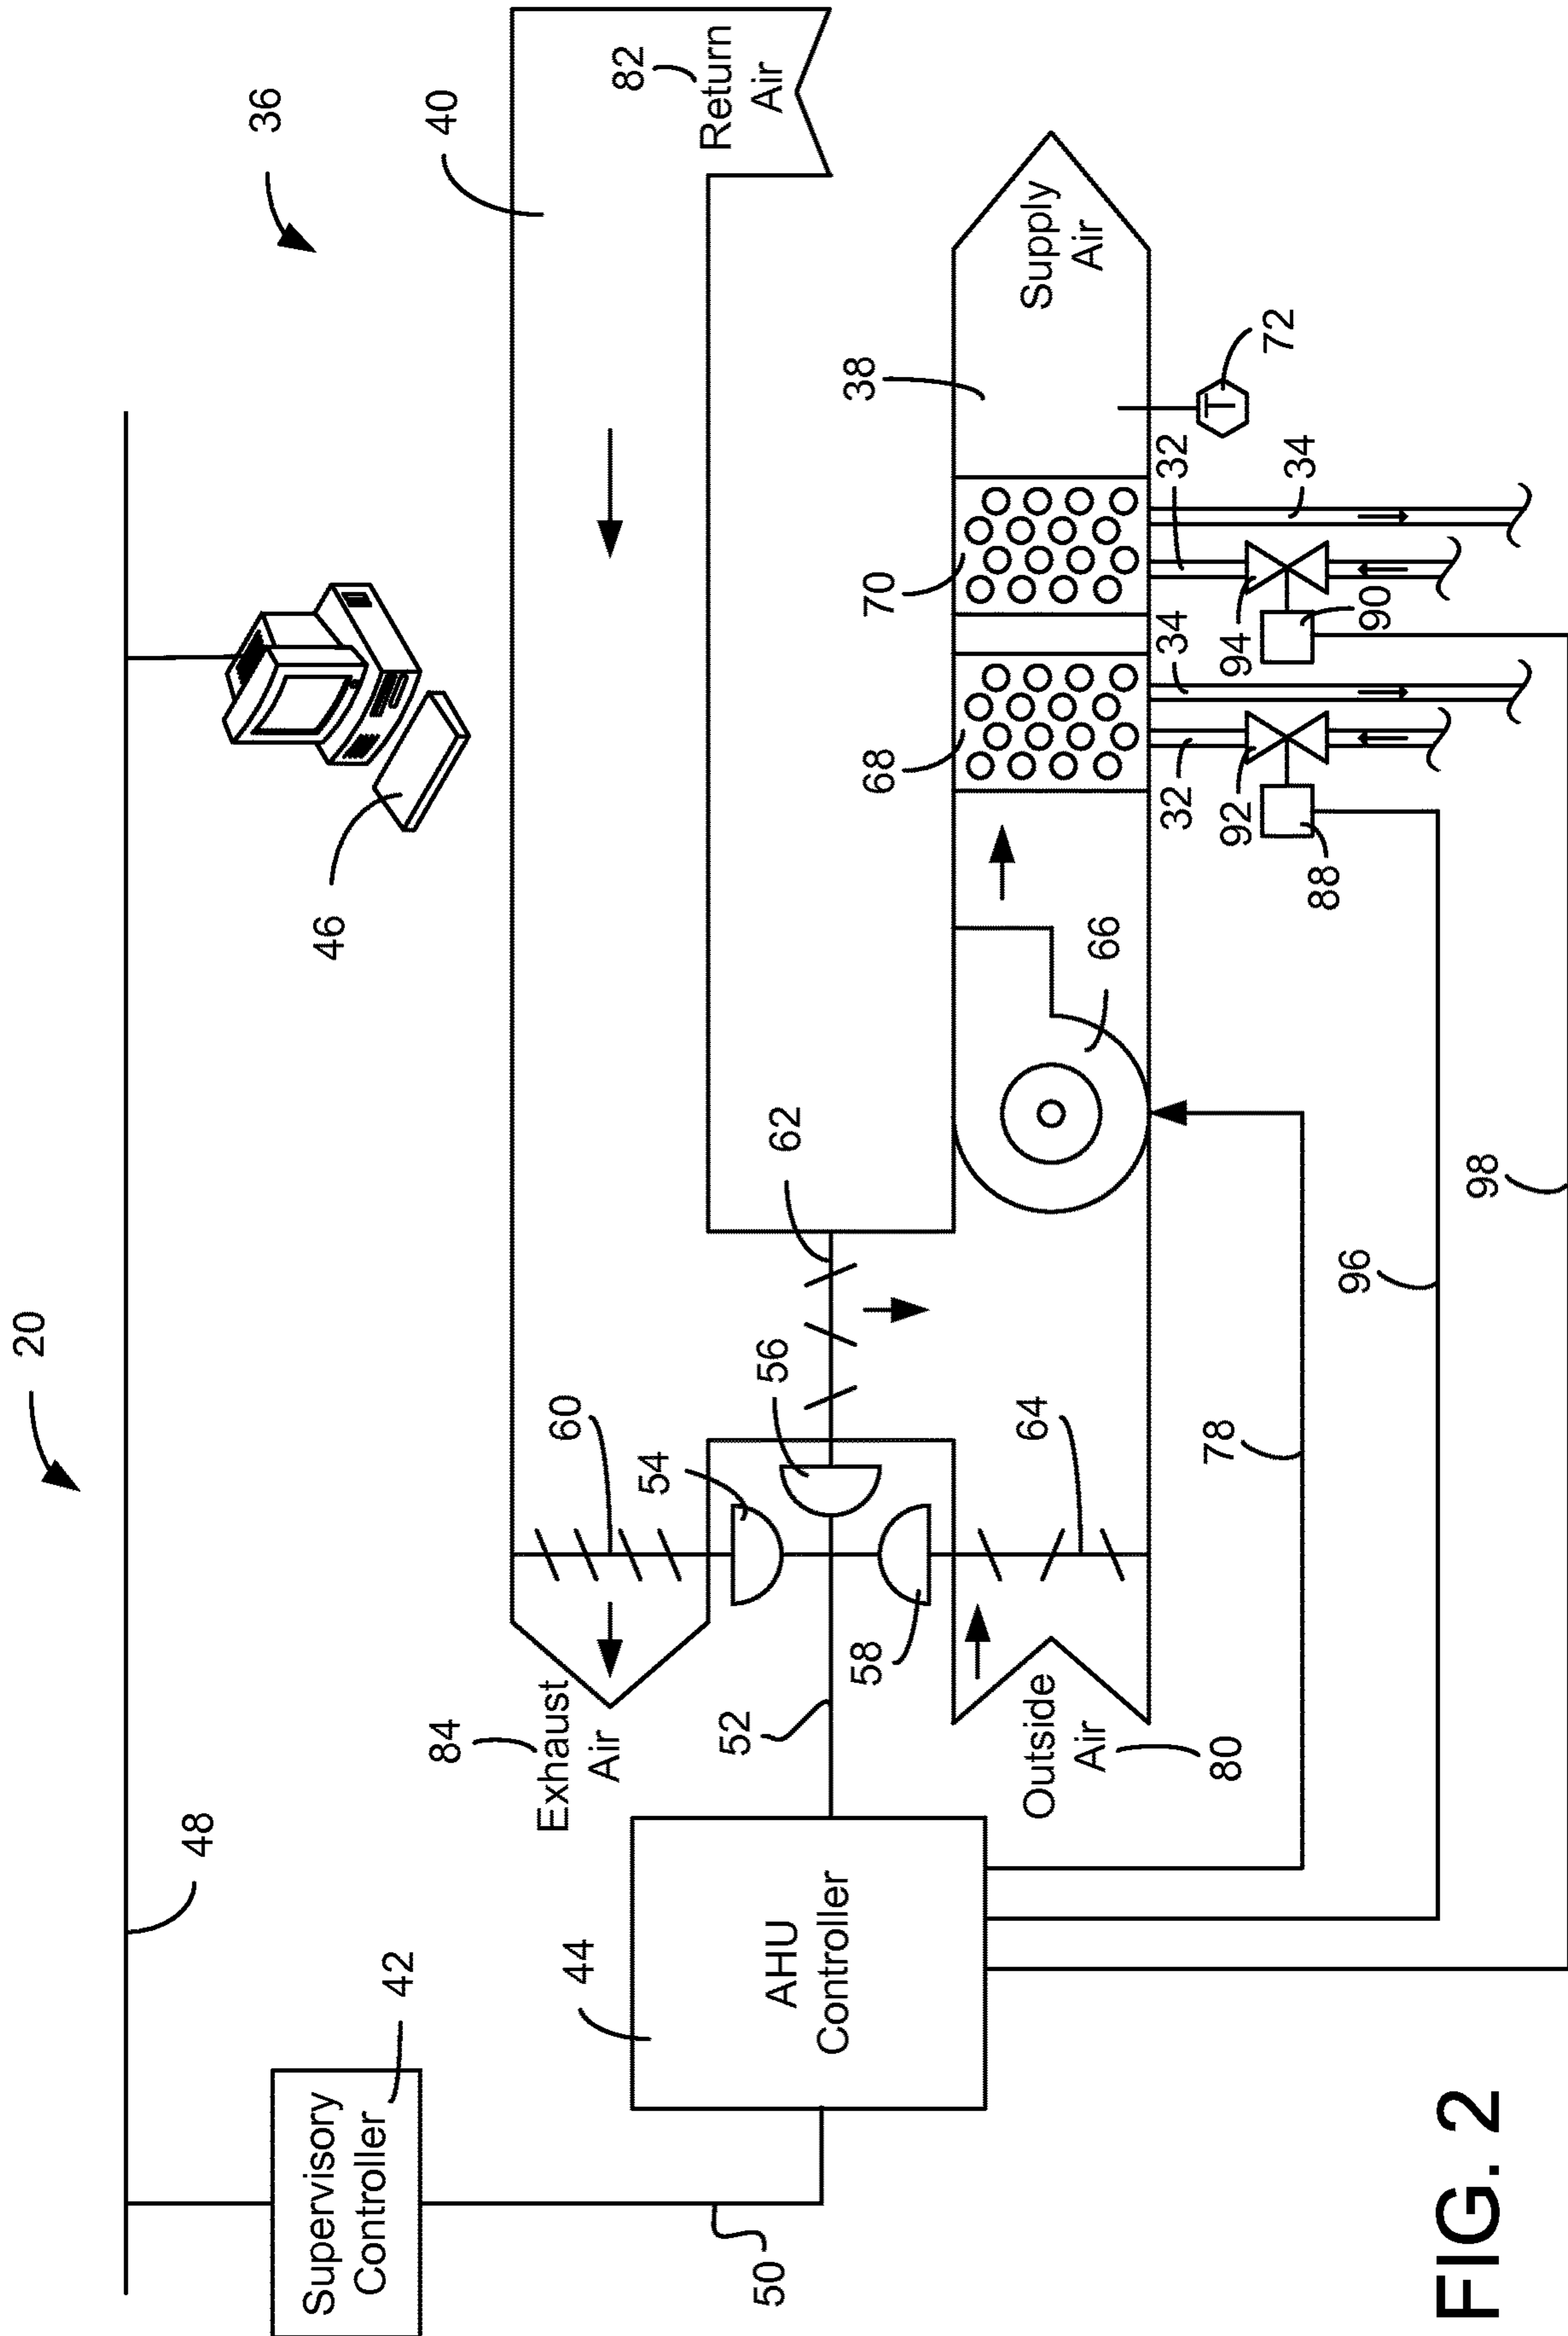 20
36
48
46
40
82
Return
Air
Supervisory
Controller
42
50
84
Exhaust
Air
60
54
56
62
52
58
44
AHU
Controller
Outside
Air
80
64
66
68
70
38
Supply
Air
72
32
34
32
34
92
94
88
90
78
96
98
T
FIG. 2